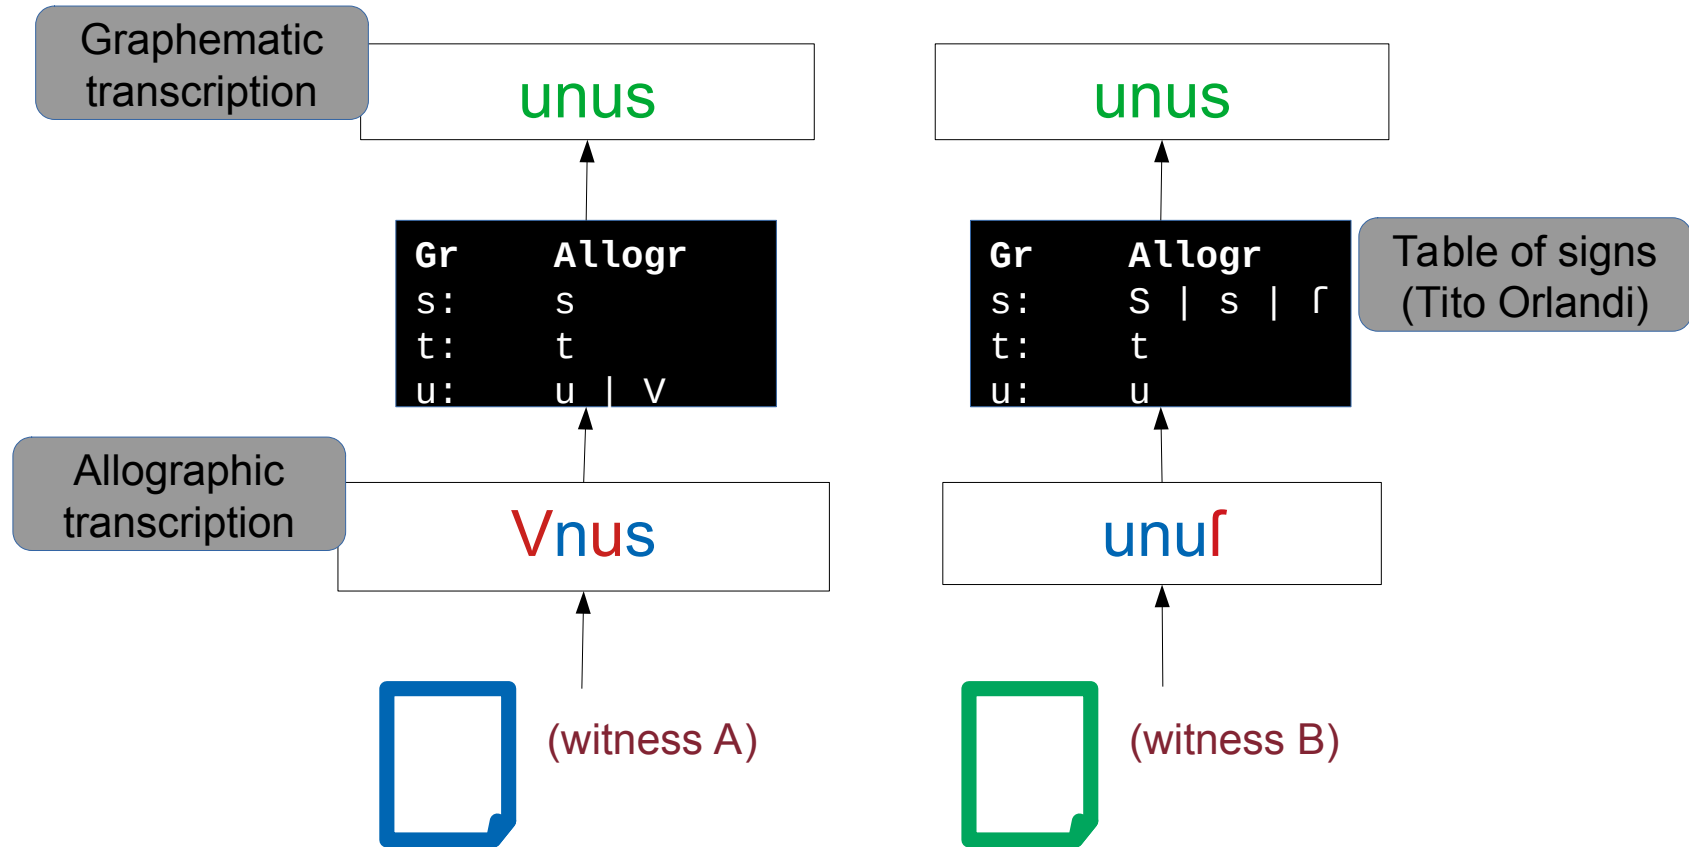 Graphematic
transcription
unus
unus
Gr Allogr
s: s
t: t
u: u | V
Gr Allogr
s: S | s | ſ
t: t
u: u
Table of signs
(Tito Orlandi)
Allographic
transcription
Vnus
unuſ
(witness A)
(witness B)